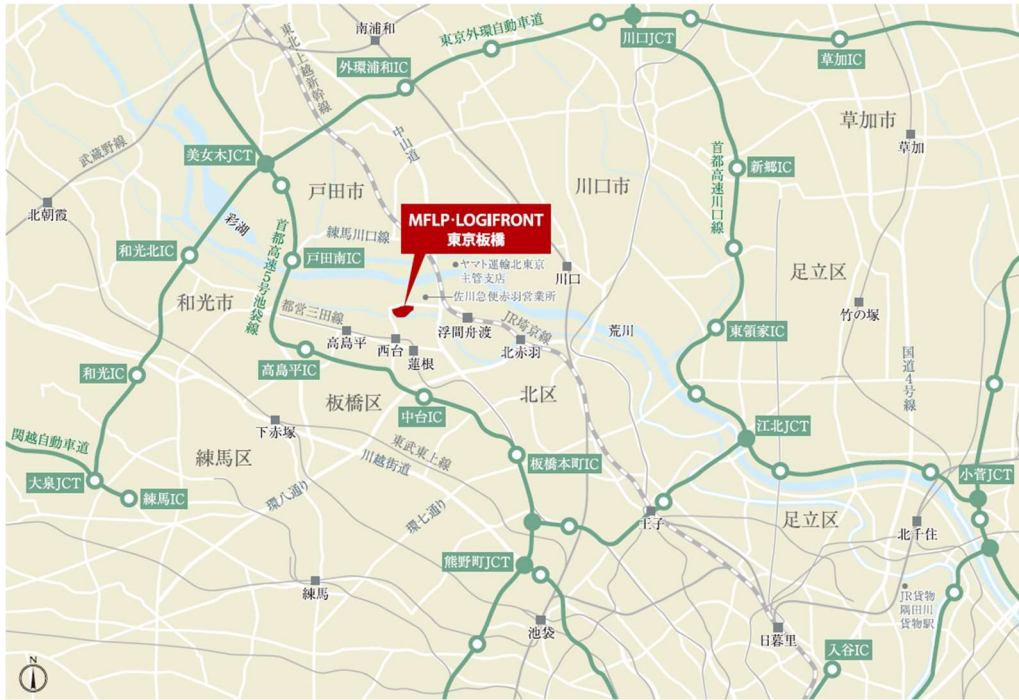 南浦和
東北・上越新幹線
東京外環自動車道
川口JCT
草加IC
外環浦和IC
草加市
中山道
武蔵野線
美女木JCT
草加
首都高速川口線
新郷IC
戸田市
川口市
北朝霞
彩湖
MFLP・LOGIFRONT
東京板橋
練馬川口線
首都高速5号池袋線
和光北IC
戸田南IC
ヤマト運輸北東京
主管支店
川口
足立区
佐川急便赤羽営業所
和光市
都営三田線
竹の塚
高島平
西台
蓮根
浮間舟渡
JR埼京線
北赤羽
荒川
東領家IC
高島平IC
国道4号線
和光IC
板橋区
中台IC
北区
下赤塚
江北JCT
関越自動車道
東武東上線
川越街道
板橋本町IC
練馬区
大泉JCT
練馬IC
環八通り
環七通り
小菅JCT
王子
足立区
北千住
熊野町JCT
練馬
JR貨物
隅田川
貨物駅
池袋
日暮里
入谷IC
N